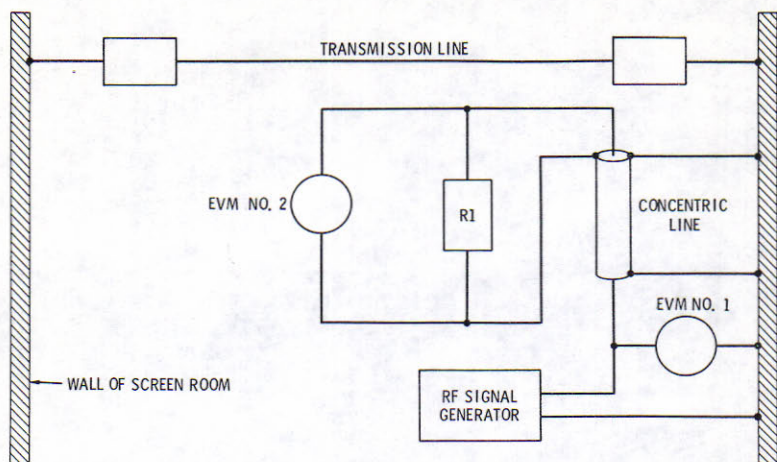 TRANSMISSION LINE
EVM NO. 2
R1
CONCENTRIC
LINE
EVM NO. 1
WALL OF SCREEN ROOM
RF SIGNAL
GENERATOR